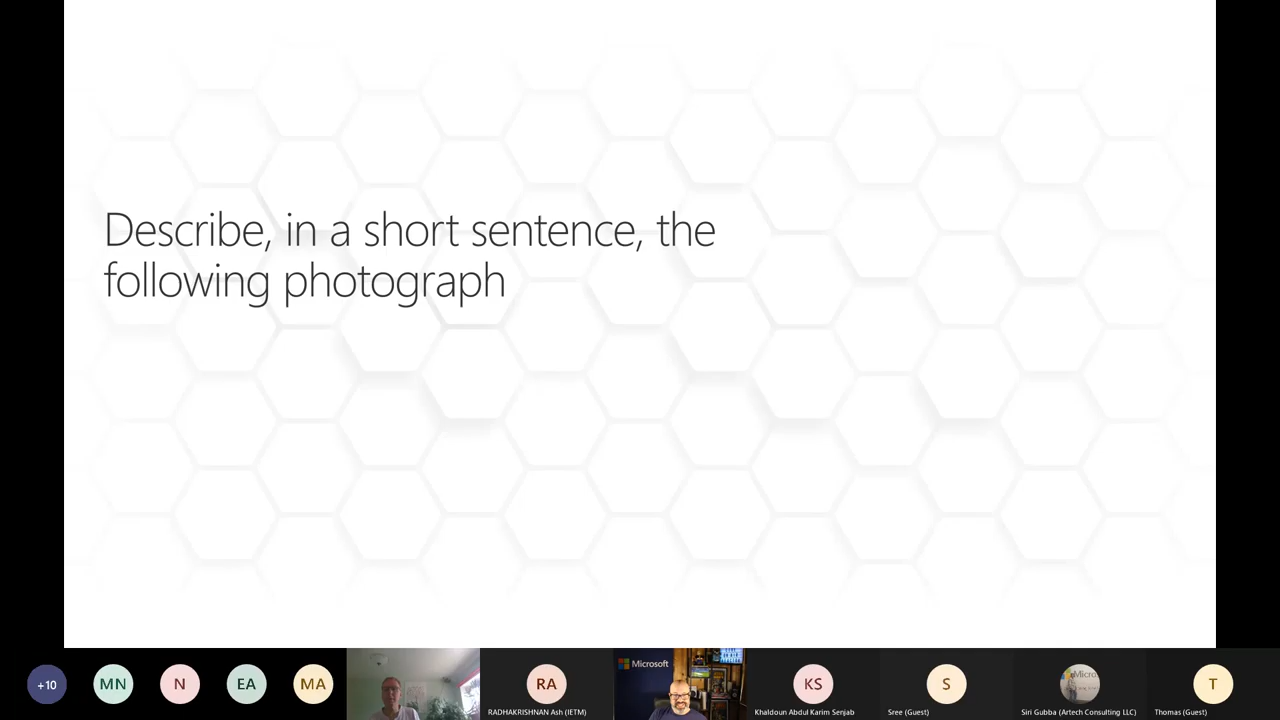 Describe, in a short sentence, the
following photograph
+10
MN
N
EA
MA
RA
RADHAKRISHNAN Ash (IETM)
Microsoft
KS
Khaldoun Abdul Karim Senjab
S
Sree (Guest)
Siri Gubba (Artech Consulting LLC)
T
Thomas (Guest)